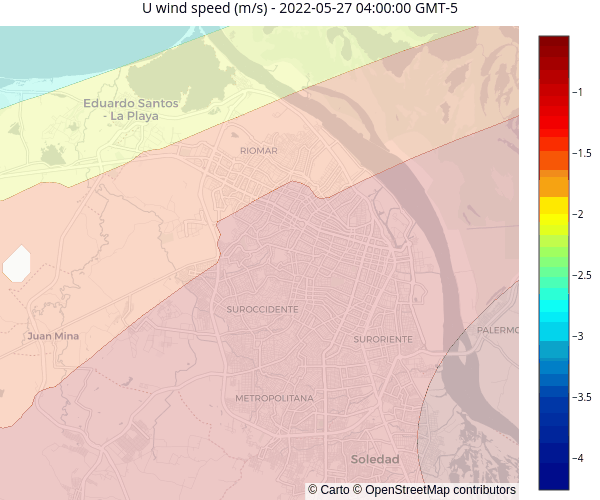 U wind speed (m/s) - 2022-05-27 04:00:00 GMT-5
Eduardo Santos
- La Playa
RIOMAR
SUROCCIDENTE
Juan Mina
SURORIENTE
PALERMO
METROPOLITANA
Soledad
© Carto © OpenStreetMap contributors
−1
−1.5
−2
−2.5
−3
−3.5
−4